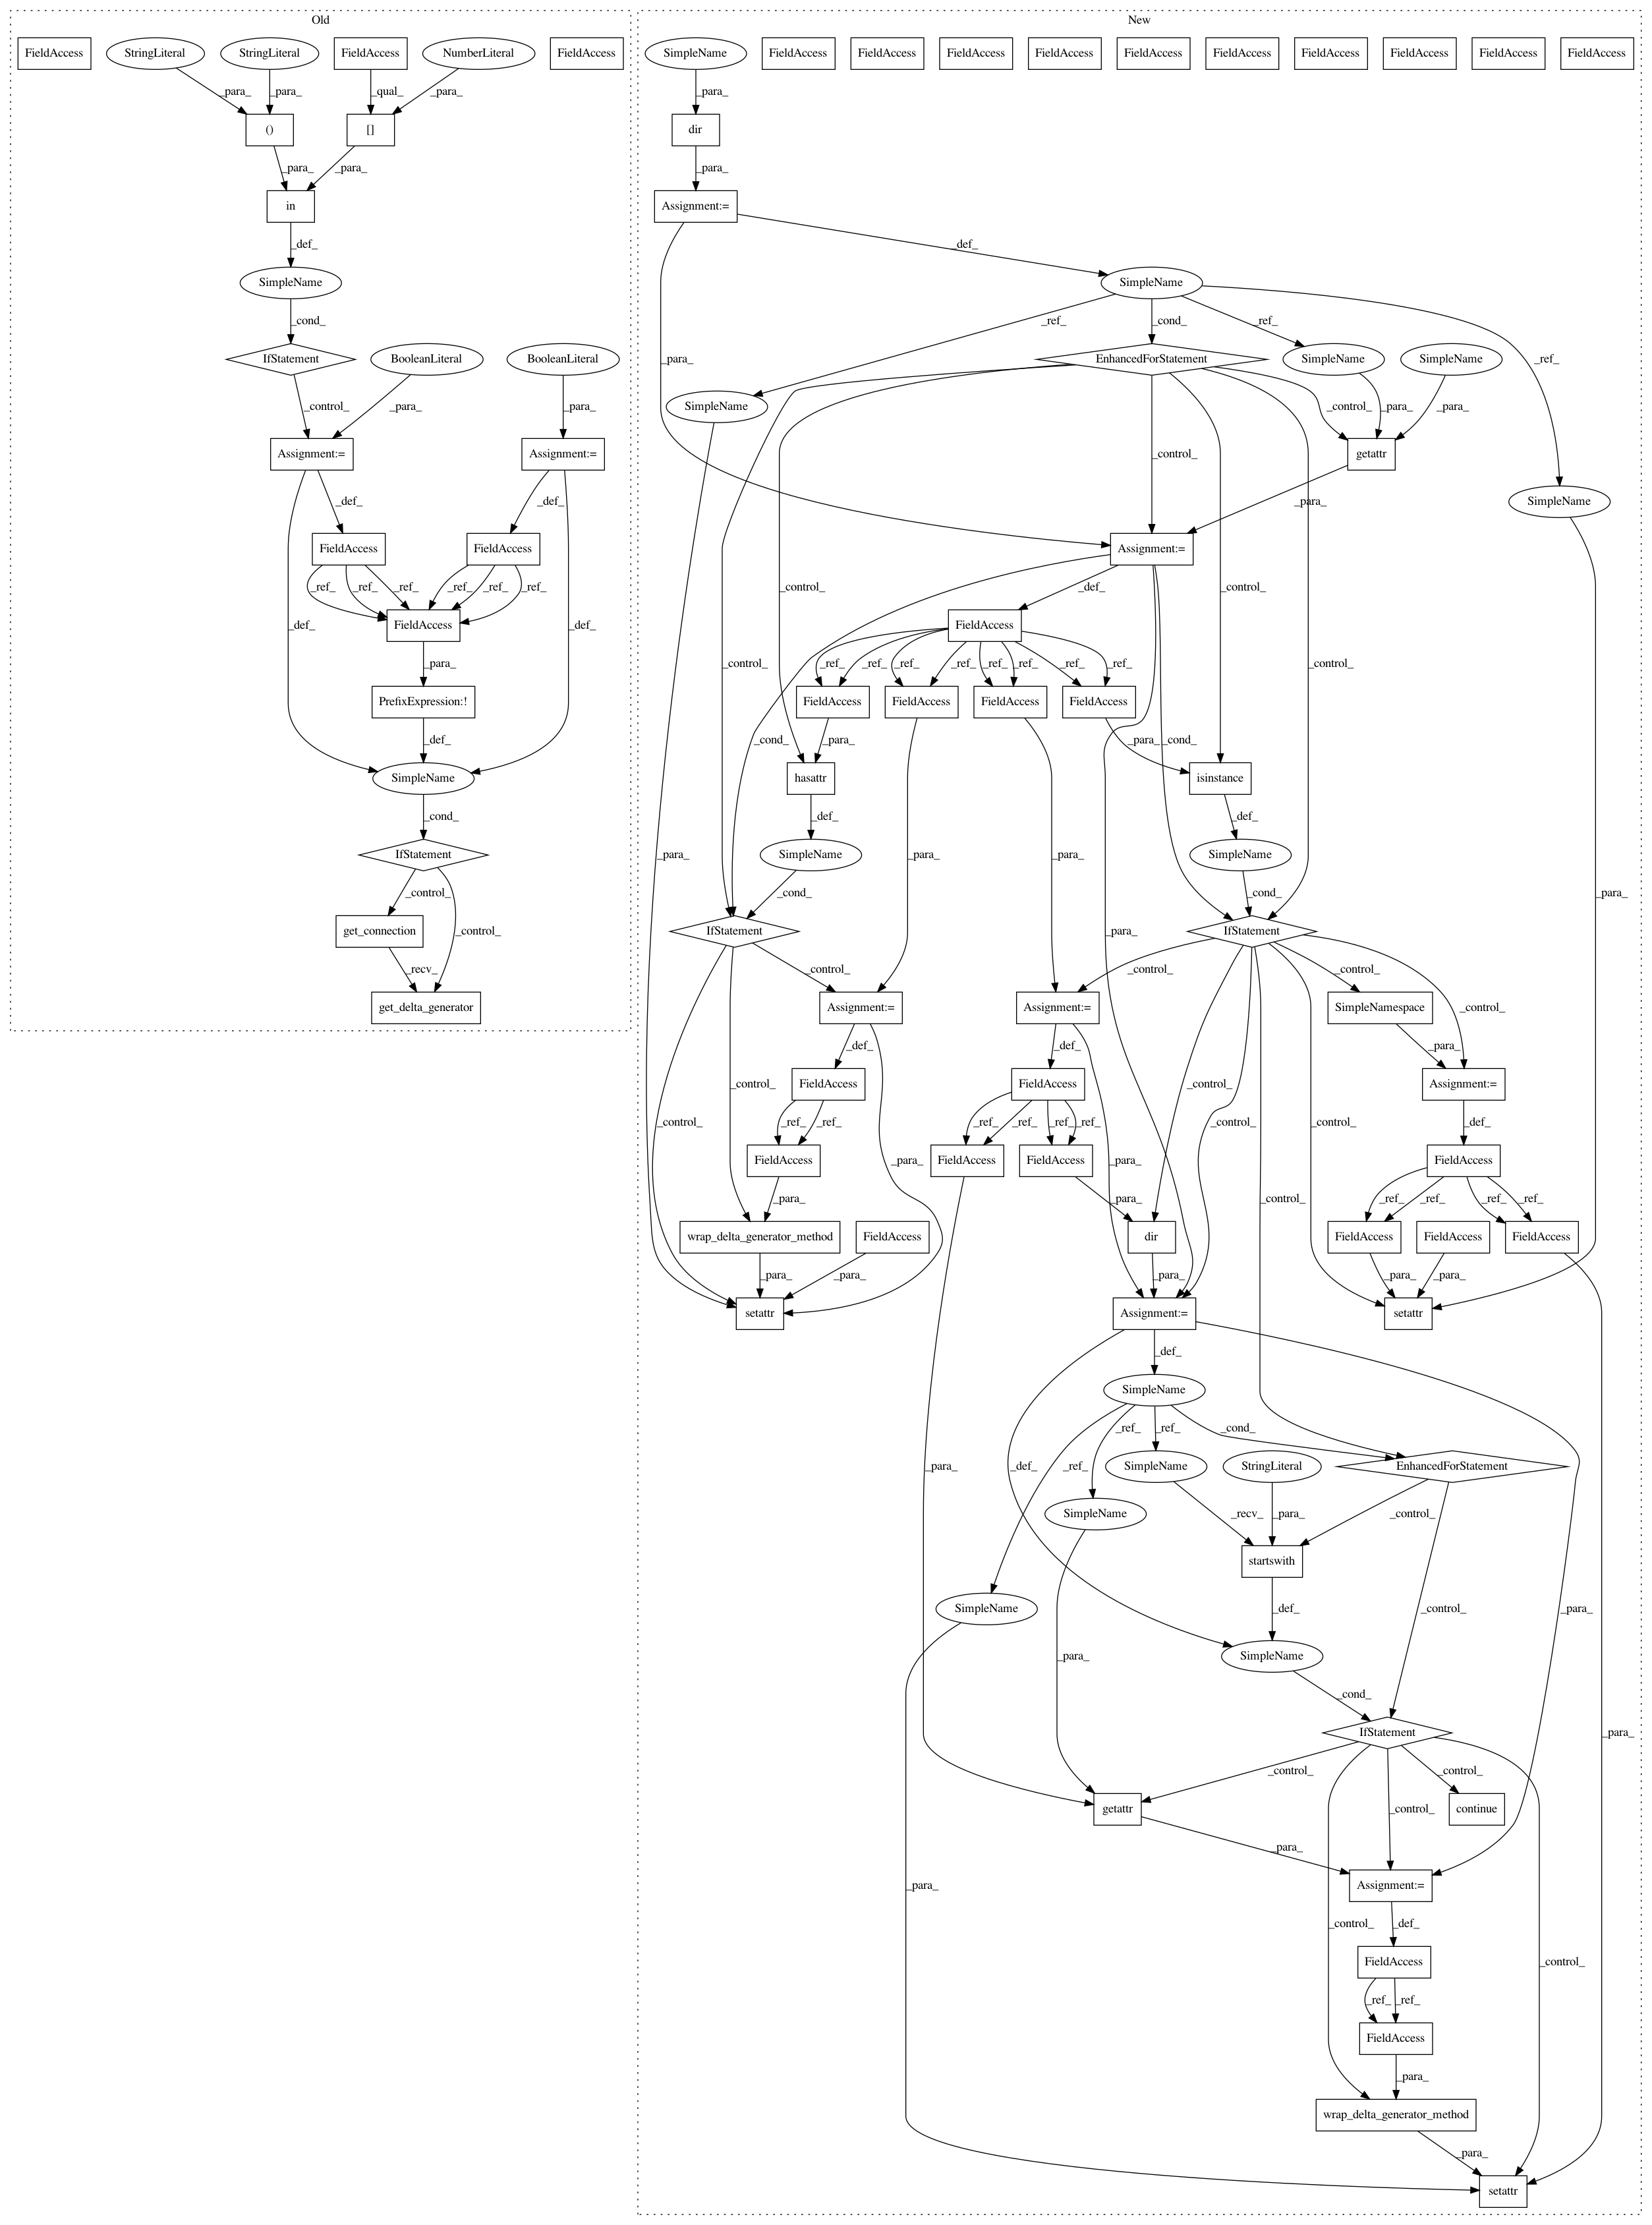 Old
New
FieldAccess
StringLiteral
StringLiteral
FieldAccess
NumberLiteral
FieldAccess
SimpleName
FieldAccess
FieldAccess
FieldAccess
FieldAccess
FieldAccess
FieldAccess
FieldAccess
FieldAccess
FieldAccess
FieldAccess
_para_
_para_
_qual_
_para_
_para_
()
[]
dir
_para_
_para_
_para_
in
Assignment:=
_def_
_def_
SimpleName
SimpleName
_cond_
_ref_
_cond_
_ref_
IfStatement
BooleanLiteral
BooleanLiteral
_para_
EnhancedForStatement
SimpleName
SimpleName
_ref_
SimpleName
_control_
_para_
_para_
_control_
_para_
_para_
Assignment:=
Assignment:=
_control_
getattr
_def_
_def_
_para_
SimpleName
FieldAccess
FieldAccess
Assignment:=
_ref_
_ref_
_ref_
_ref_
_ref_
_ref_
_control_
_control_
_def_
_def_
FieldAccess
_def_
FieldAccess
_para_
_control_
_ref_
_ref_
_ref_
_ref_
_ref_
_ref_
_ref_
_ref_
_control_
PrefixExpression:!
FieldAccess
FieldAccess
FieldAccess
FieldAccess
_def_
_cond_
_para_
_para_
_cond_
SimpleName
hasattr
isinstance
_cond_
_def_
_def_
IfStatement
_para_
SimpleName
_para_
_para_
SimpleName
_control_
_cond_
_cond_
_para_
get_connection
_control_
IfStatement
_para_
IfStatement
_recv_
_control_
_control_
_control_
get_delta_generator
Assignment:=
Assignment:=
SimpleNamespace
_control_
_def_
_def_
_para_
_control_
_control_
FieldAccess
FieldAccess
_control_
Assignment:=
_control_
_ref_
_ref_
_ref_
_ref_
_ref_
_ref_
_control_
_control_
_def_
FieldAccess
_para_
FieldAccess
FieldAccess
_para_
FieldAccess
_para_
_para_
_control_
_ref_
_ref_
_ref_
_ref_
wrap_delta_generator_method
FieldAccess
dir
FieldAccess
FieldAccess
FieldAccess
_para_
_para_
_para_
_para_
_para_
setattr
Assignment:=
setattr
_def_
SimpleName
_ref_
_ref_
_cond_
_para_
_def_
_ref_
SimpleName
StringLiteral
EnhancedForStatement
SimpleName
_recv_
_para_
_control_
startswith
SimpleName
_def_
_control_
_para_
_para_
SimpleName
_cond_
IfStatement
_para_
_control_
_control_
getattr
_control_
continue
_para_
_para_
Assignment:=
_control_
_def_
FieldAccess
_control_
_ref_
_ref_
FieldAccess
_para_
wrap_delta_generator_method
_para_
setattr